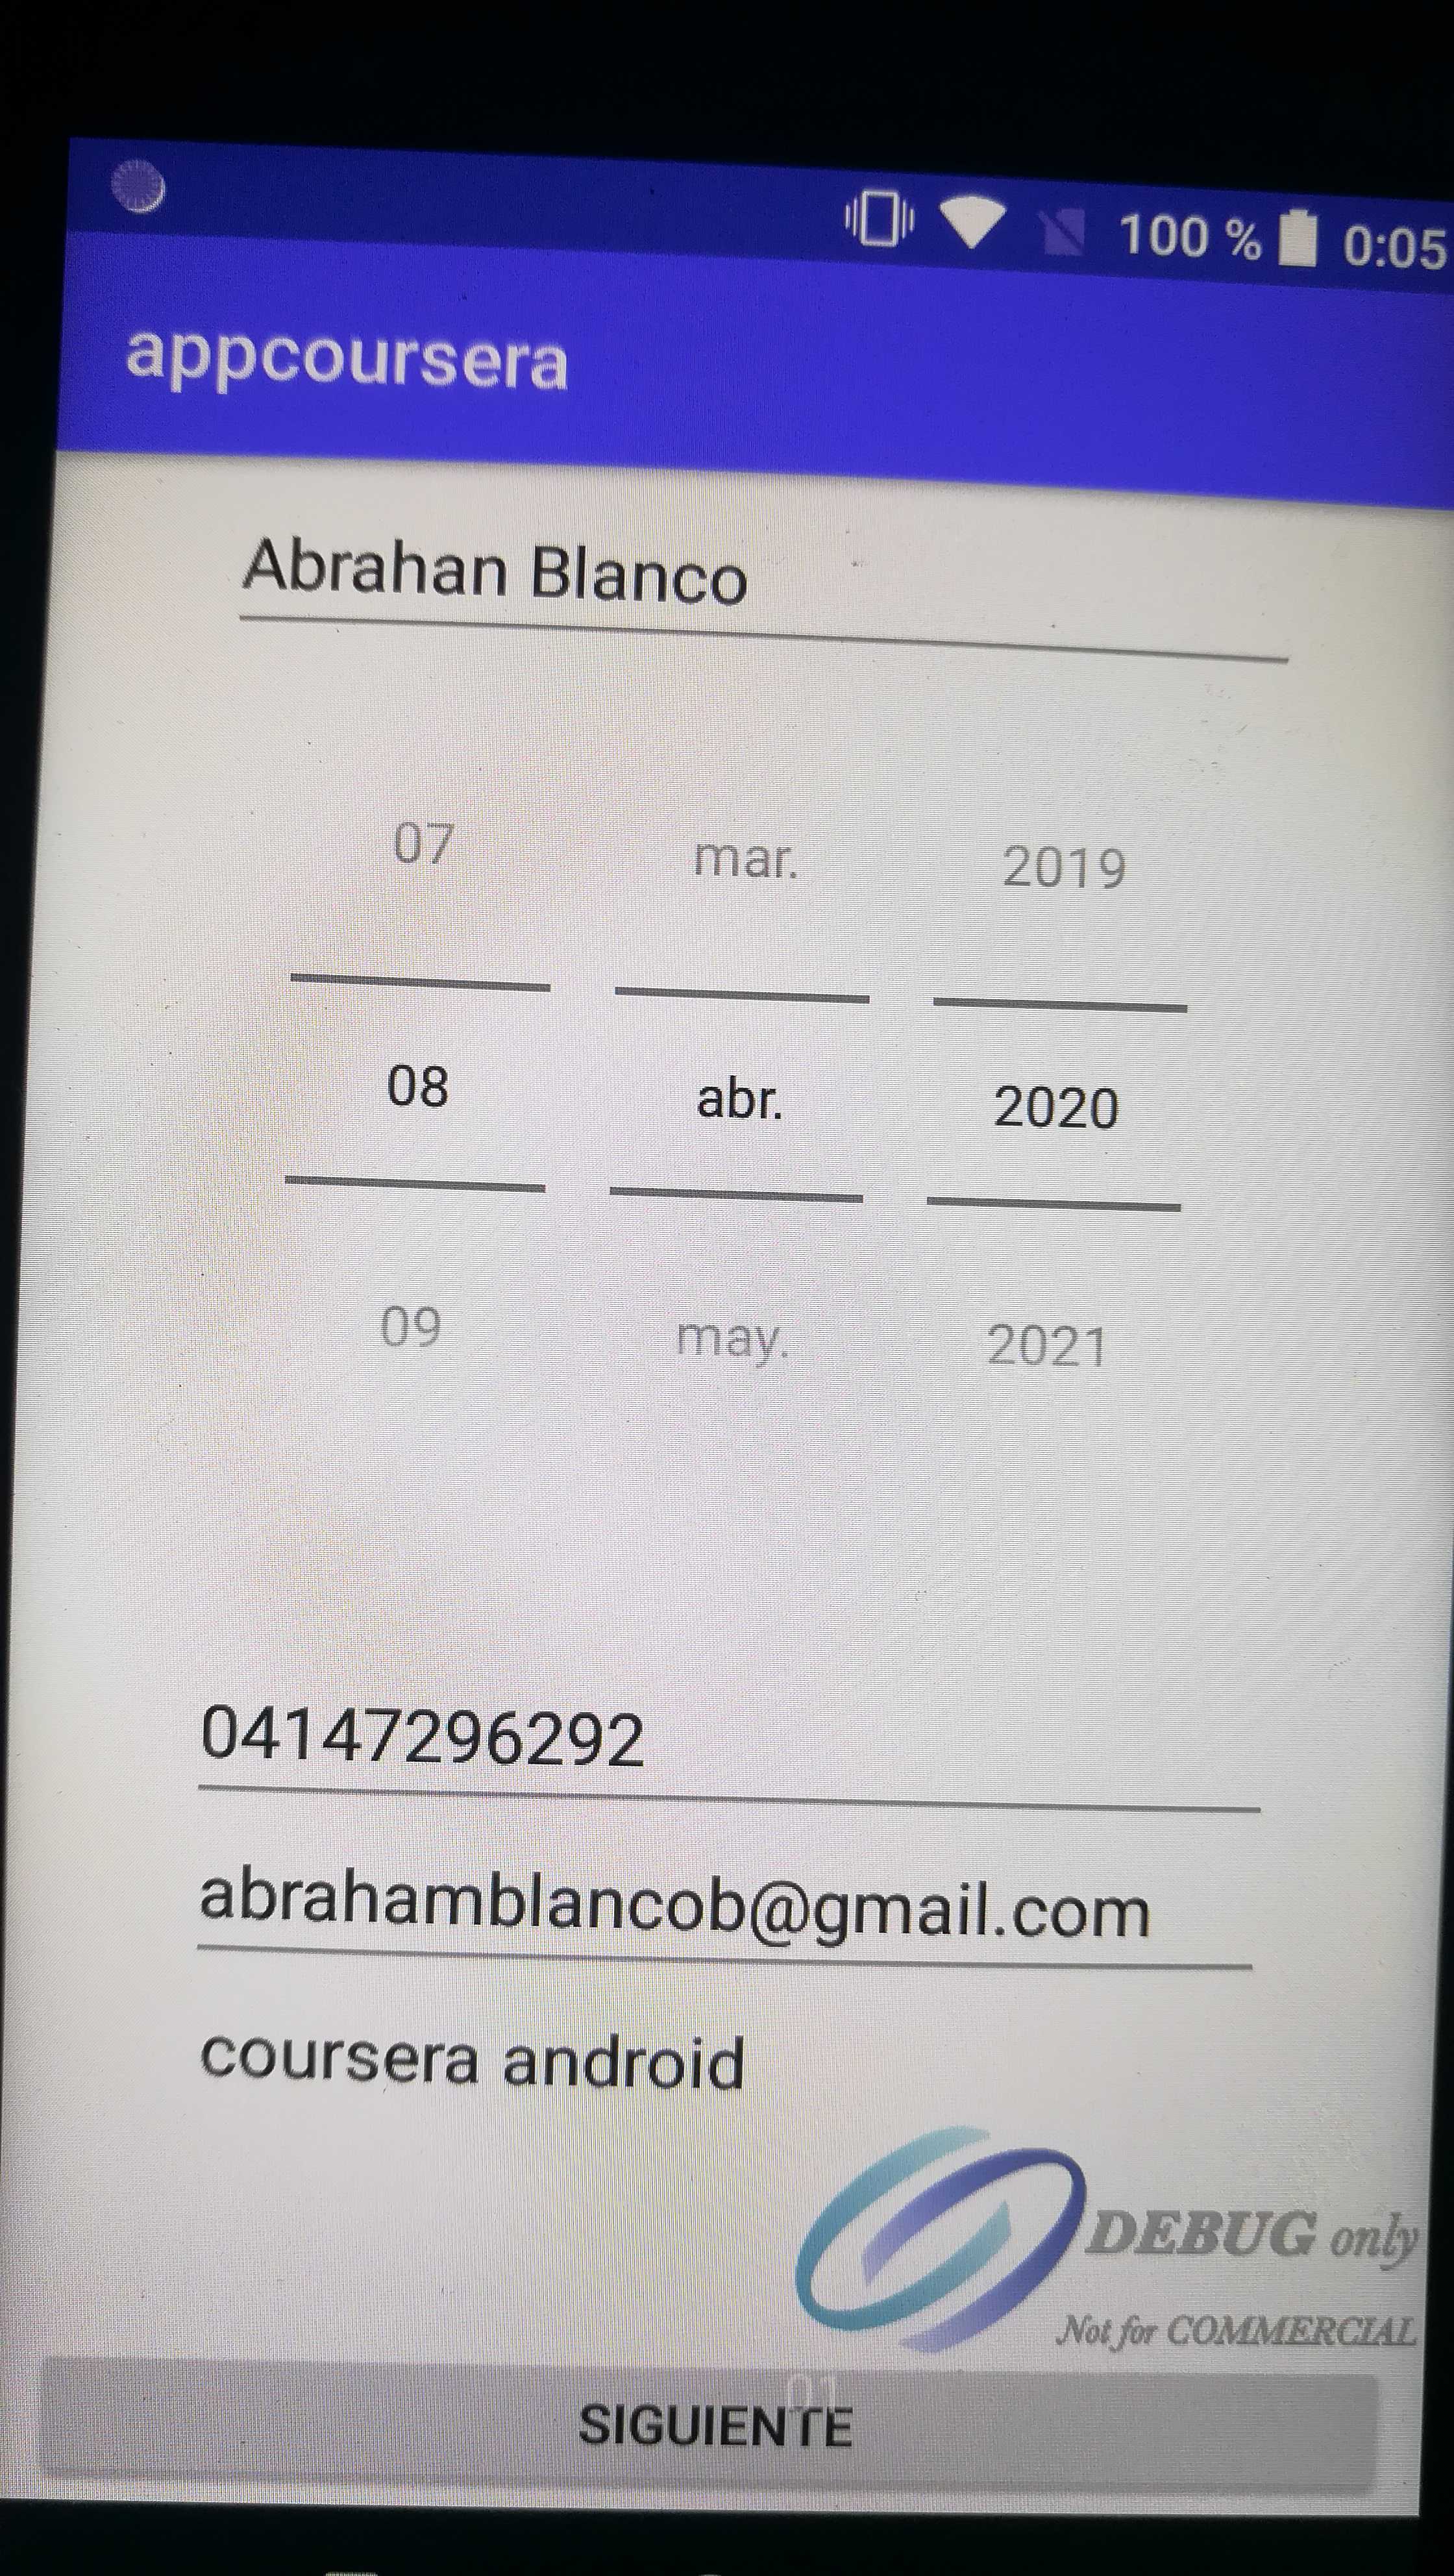 100 % 0:05
appcoursera
Abrahan Blanco
07 mar. 2019
08 abr. 2020
09 may. 2021
04147296292
abrahamblancob@gmail.com
coursera android
DEBUG only
Not for COMMERCIAL
01
SIGUIENTE